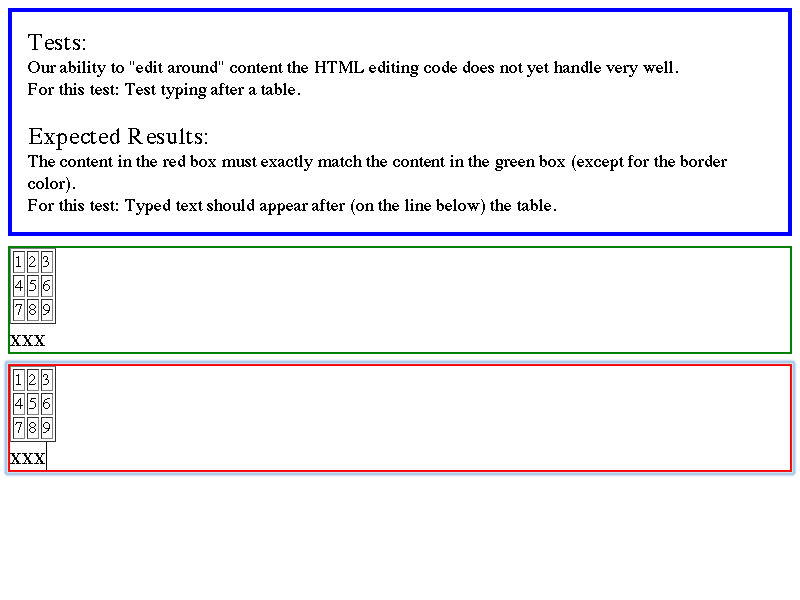 Tests:
Our ability to "edit around" content the HTML editing code does not yet handle very well.
For this test: Test typing after a table.
Expected Results:
The content in the red box must exactly match the content in the green box (except for the border
color).
For this test: Typed text should appear after (on the line below) the table.
1 2 3
4 5 6
7 8 9
xxx
1 2 3
4 5 6
7 8 9
xxx